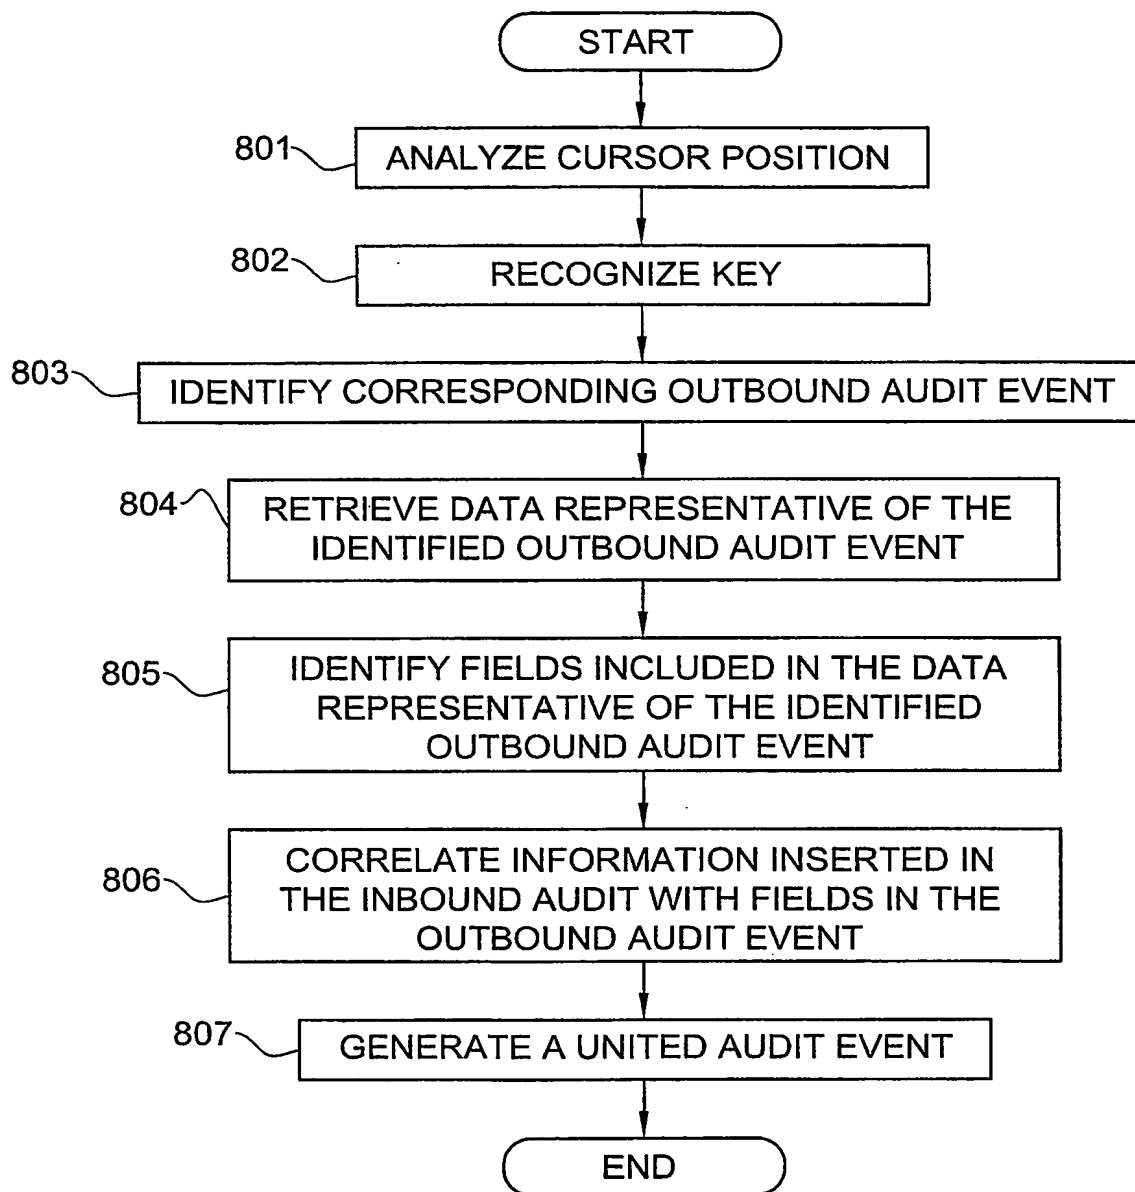 START
801
ANALYZE CURSOR POSITION
802
RECOGNIZE KEY
803
IDENTIFY CORRESPONDING OUTBOUND AUDIT EVENT
804
RETRIEVE DATA REPRESENTATIVE OF THE
IDENTIFIED OUTBOUND AUDIT EVENT
805
IDENTIFY FIELDS INCLUDED IN THE DATA
REPRESENTATIVE OF THE IDENTIFIED
OUTBOUND AUDIT EVENT
806
CORRELATE INFORMATION INSERTED IN
THE INBOUND AUDIT WITH FIELDS IN THE
OUTBOUND AUDIT EVENT
807
GENERATE A UNITED AUDIT EVENT
END